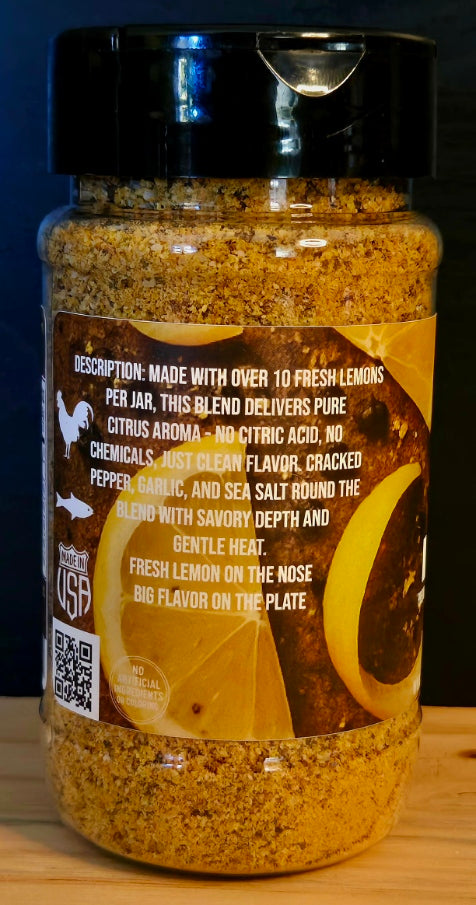 DESCRIPTION: MADE WITH OVER 10 FRESH LEMONS
PER JAR, THIS BLEND DELIVERS PURE
CITRUS AROMA - NO CITRIC ACID, NO
CHEMICALS, JUST CLEAN FLAVOR. CRACKED
PEPPER, GARLIC, AND SEA SALT ROUND THE
BLEND WITH SAVORY DEPTH AND
GENTLE HEAT.
FRESH LEMON ON THE NOSE
BIG FLAVOR ON THE PLATE
MADE IN
USA
NO
ARTIFICIAL
INGREDIENTS
OR COLORING